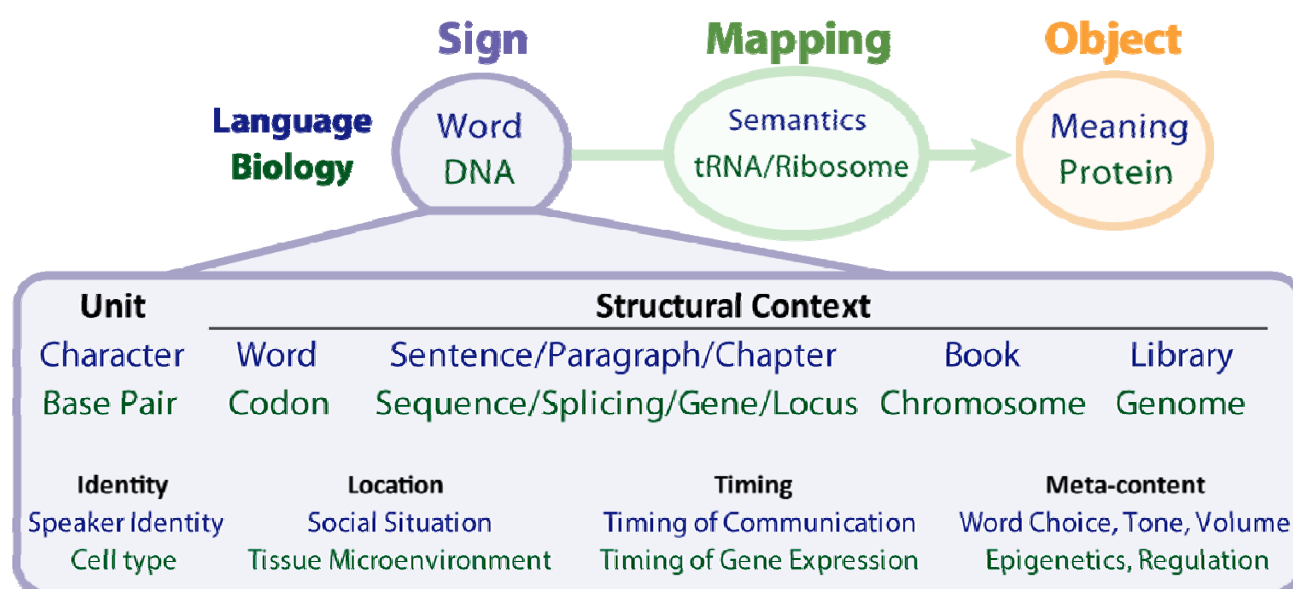 Sign Mapping Object
Language Word Semantics Meaning
Biology DNA tRNA/Ribosome Protein
Unit Structural Context
Character Word Sentence/Paragraph/Chapter Book Library
Base Pair Codon Sequence/Splicing/Gene/Locus Chromosome Genome
Identity Location Timing Meta-content
Speaker Identity Social Situation Timing of Communication Word Choice, Tone, Volume
Cell type Tissue Microenvironment Timing of Gene Expression Epigenetics, Regulation